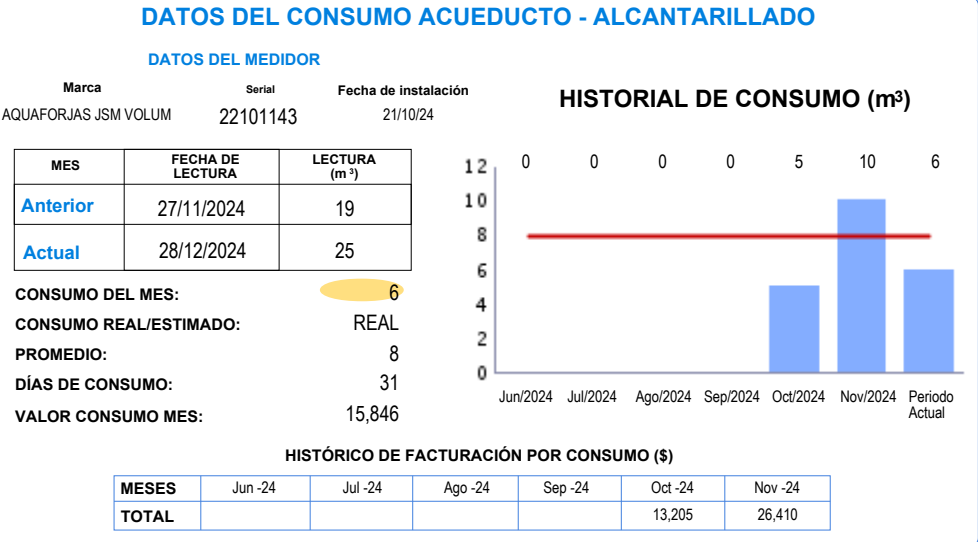 DATOS DEL CONSUMO ACUEDUCTO - ALCANTARILLADO
DATOS DEL MEDIDOR
Marca Serial Fecha de instalación
AQUAFORJAS JSM VOLUM 22101143 21/10/24
MES FECHA DE LECTURA LECTURA (m ³)
Anterior 27/11/2024 19
Actual 28/12/2024 25
CONSUMO DEL MES: 6
CONSUMO REAL/ESTIMADO: REAL
PROMEDIO: 8
DÍAS DE CONSUMO: 31
VALOR CONSUMO MES: 15,846
HISTORIAL DE CONSUMO (m³)
0 0 0 0 5 10 6
12
10
8
6
4
2
0
Jun/2024 Jul/2024 Ago/2024 Sep/2024 Oct/2024 Nov/2024 Periodo Actual
HISTÓRICO DE FACTURACIÓN POR CONSUMO ($)
MESES Jun -24 Jul -24 Ago -24 Sep -24 Oct -24 Nov -24
TOTAL 13,205 26,410